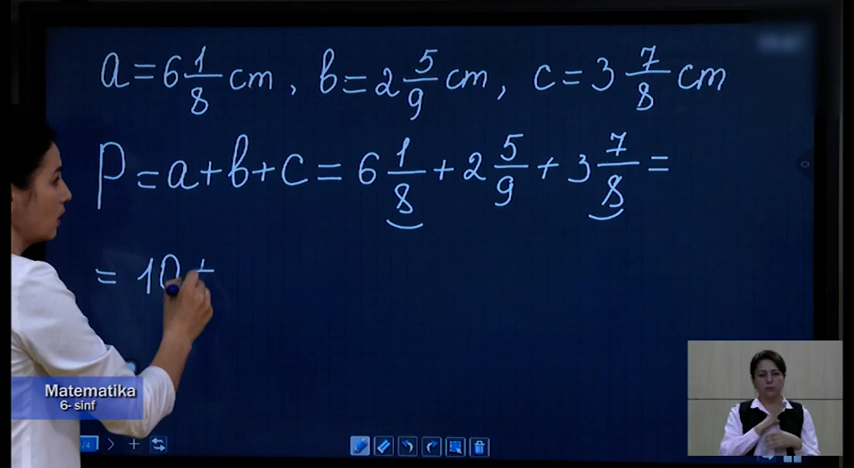 a = 6 1/8 cm, b = 2 5/9 cm, c = 3 7/8 cm
P = a + b + c = 6 1/8 + 2 5/9 + 3 7/8 =
= 10 +
Matematika
6- sinf